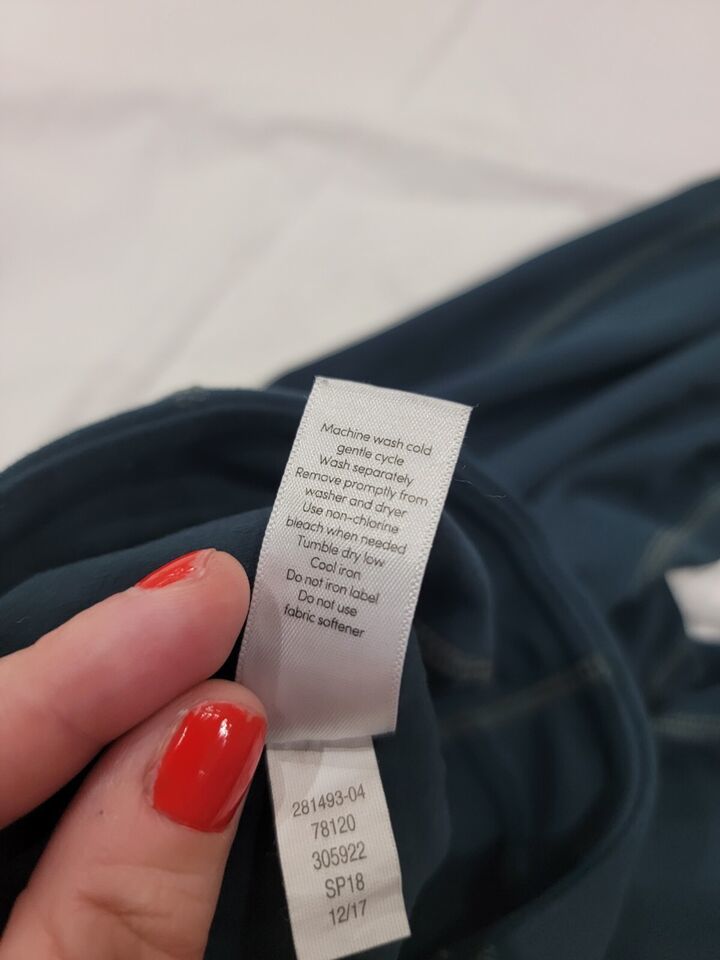 Machine wash cold
gentle cycle
Wash separately
Remove promptly from
washer and dryer
Use non-chlorine
bleach when needed
Tumble dry low
Cool iron
Do not iron label
Do not use
fabric softener
281493-04
78120
305922
SP18
12/17